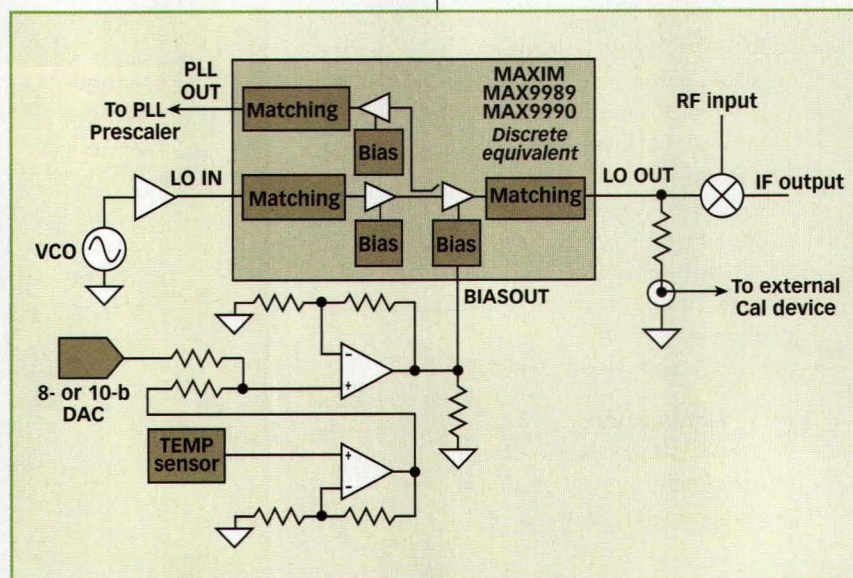 PLL
OUT
To PLL
Prescaler
Matching
Bias
MAXIM
MAX9989
MAX9990
Discrete
equivalent
RF input
LO IN
Matching
Bias
Bias
Matching
LO OUT
IF output
VCO
BIASOUT
To external
Cal device
-
+
8- or 10-b
DAC
TEMP
sensor
+
-